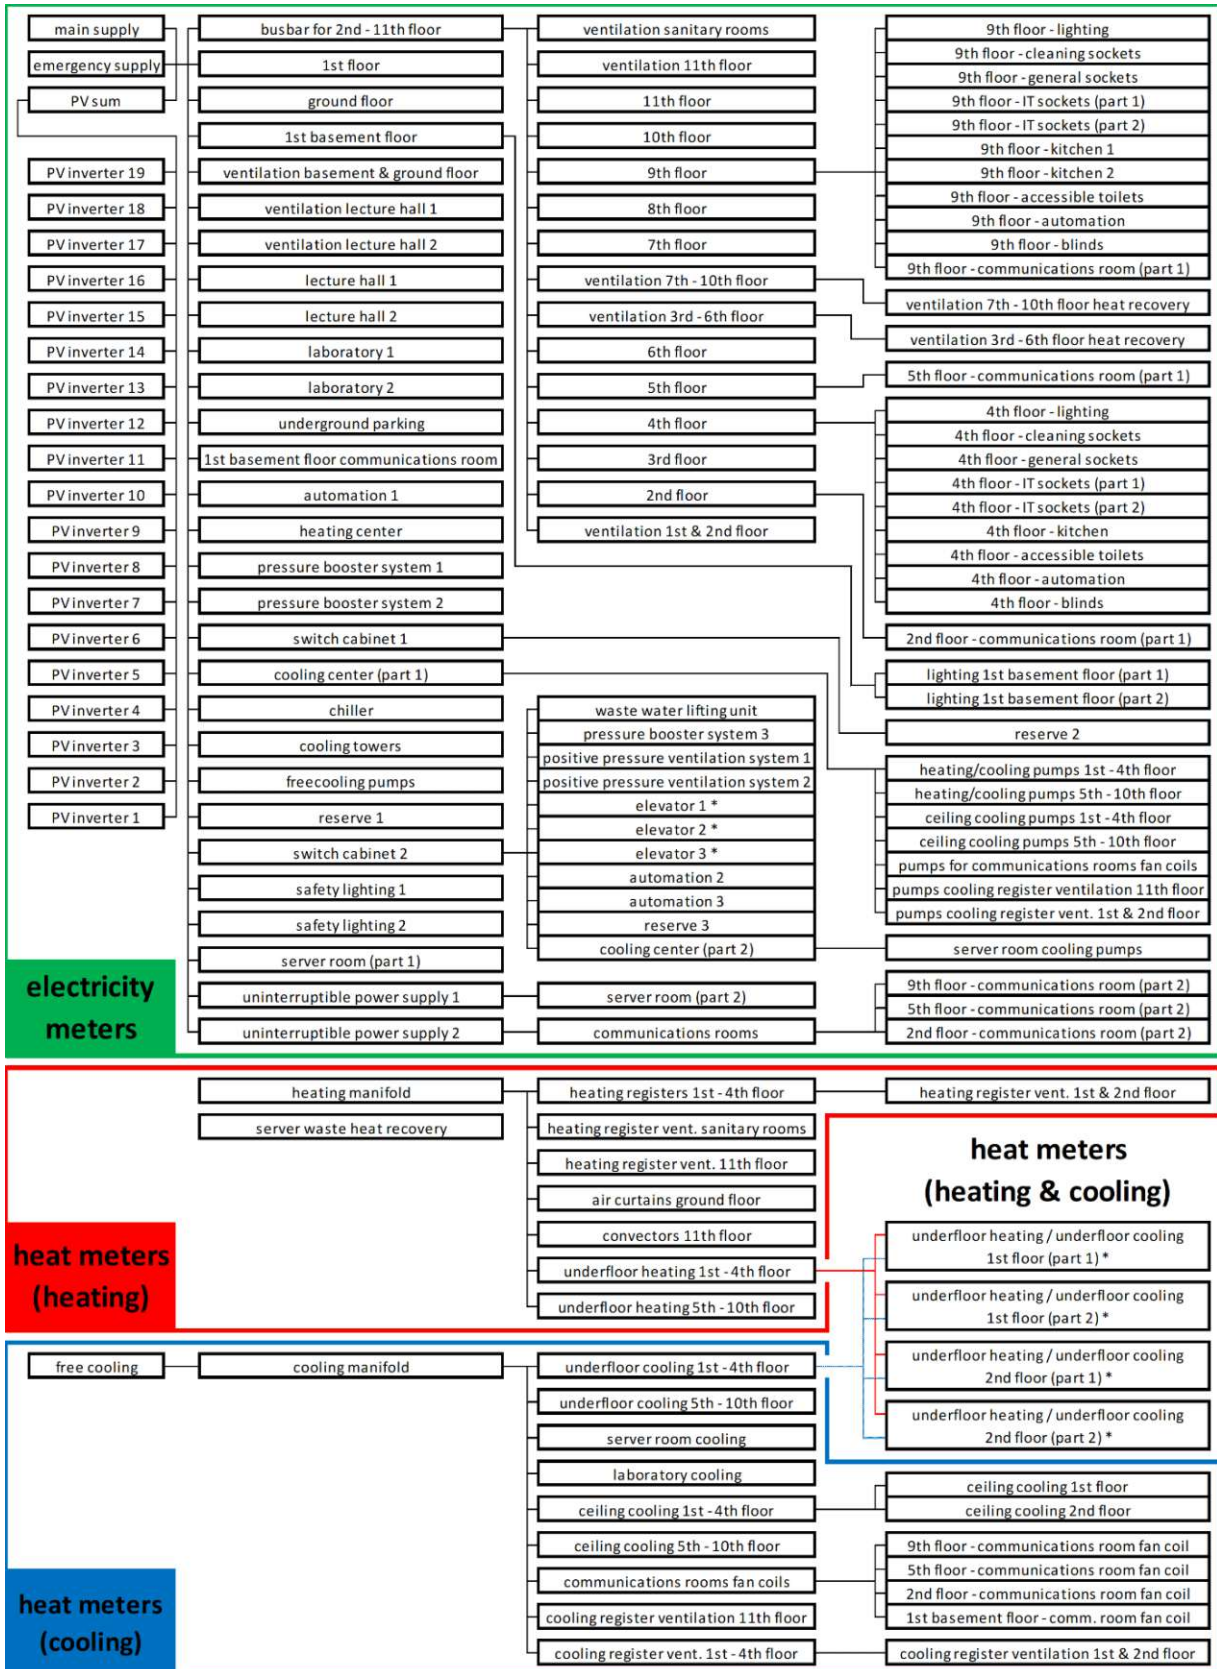 main supply
emergency supply
PV sum
PV inverter 19
PV inverter 18
PV inverter 17
PV inverter 16
PV inverter 15
PV inverter 14
PV inverter 13
PV inverter 12
PV inverter 11
PV inverter 10
PV inverter 9
PV inverter 8
PV inverter 7
PV inverter 6
PV inverter 5
PV inverter 4
PV inverter 3
PV inverter 2
PV inverter 1
busbar for 2nd - 11th floor
1st floor
ground floor
1st basement floor
ventilation basement & ground floor
ventilation lecture hall 1
ventilation lecture hall 2
lecture hall 1
lecture hall 2
laboratory 1
laboratory 2
underground parking
1st basement floor communications room
automation 1
heating center
pressure booster system 1
pressure booster system 2
switch cabinet 1
cooling center (part 1)
chiller
cooling towers
freecooling pumps
reserve 1
switch cabinet 2
safety lighting 1
safety lighting 2
server room (part 1)
uninterruptible power supply 1
uninterruptible power supply 2
ventilation sanitary rooms
ventilation 11th floor
11th floor
10th floor
9th floor
8th floor
7th floor
ventilation 7th - 10th floor
ventilation 3rd - 6th floor
6th floor
5th floor
4th floor
3rd floor
2nd floor
ventilation 1st & 2nd floor
waste water lifting unit
pressure booster system 3
positive pressure ventilation system 1
positive pressure ventilation system 2
elevator 1 *
elevator 2 *
elevator 3 *
automation 2
automation 3
reserve 3
cooling center (part 2)
server room (part 2)
communications rooms
9th floor - lighting
9th floor - cleaning sockets
9th floor - general sockets
9th floor - IT sockets (part 1)
9th floor - IT sockets (part 2)
9th floor - kitchen 1
9th floor - kitchen 2
9th floor - accessible toilets
9th floor - automation
9th floor - blinds
9th floor - communications room (part 1)
ventilation 7th - 10th floor heat recovery
ventilation 3rd - 6th floor heat recovery
5th floor - communications room (part 1)
4th floor - lighting
4th floor - cleaning sockets
4th floor - general sockets
4th floor - IT sockets (part 1)
4th floor - IT sockets (part 2)
4th floor - kitchen
4th floor - accessible toilets
4th floor - automation
4th floor - blinds
2nd floor - communications room (part 1)
lighting 1st basement floor (part 1)
lighting 1st basement floor (part 2)
reserve 2
heating/cooling pumps 1st - 4th floor
heating/cooling pumps 5th - 10th floor
ceiling cooling pumps 1st - 4th floor
ceiling cooling pumps 5th - 10th floor
pumps for communications rooms fan coils
pumps cooling register ventilation 11th floor
pumps cooling register vent. 1st & 2nd floor
server room cooling pumps
9th floor - communications room (part 2)
5th floor - communications room (part 2)
2nd floor - communications room (part 2)
electricity
meters
heating manifold
server waste heat recovery
heating registers 1st - 4th floor
heating register vent. sanitary rooms
heating register vent. 11th floor
air curtains ground floor
convectors 11th floor
underfloor heating 1st - 4th floor
underfloor heating 5th - 10th floor
heating register vent. 1st & 2nd floor
heat meters
(heating)
heat meters
(heating & cooling)
underfloor heating / underfloor cooling
1st floor (part 1) *
underfloor heating / underfloor cooling
1st floor (part 2) *
underfloor heating / underfloor cooling
2nd floor (part 1) *
underfloor heating / underfloor cooling
2nd floor (part 2) *
free cooling
cooling manifold
underfloor cooling 1st - 4th floor
underfloor cooling 5th - 10th floor
server room cooling
laboratory cooling
ceiling cooling 1st - 4th floor
ceiling cooling 5th - 10th floor
communications rooms fan coils
cooling register ventilation 11th floor
cooling register vent. 1st - 4th floor
ceiling cooling 1st floor
ceiling cooling 2nd floor
9th floor - communications room fan coil
5th floor - communications room fan coil
2nd floor - communications room fan coil
1st basement floor - comm. room fan coil
cooling register ventilation 1st & 2nd floor
heat meters
(cooling)